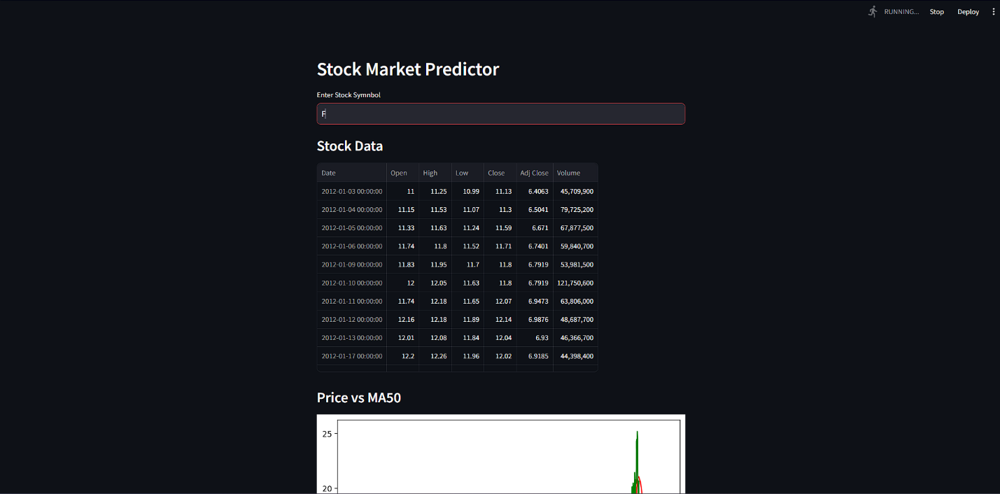 RUNNING... Stop Deploy
Stock Market Predictor
Enter Stock Symnbol
F
Stock Data
Date Open High Low Close Adj Close Volume
2012-01-03 00:00:00 11 11.25 10.99 11.13 6.4063 45,709,900
2012-01-04 00:00:00 11.15 11.53 11.07 11.3 6.5041 79,725,200
2012-01-05 00:00:00 11.33 11.63 11.24 11.59 6.671 67,877,500
2012-01-06 00:00:00 11.74 11.8 11.52 11.71 6.7401 59,840,700
2012-01-09 00:00:00 11.83 11.95 11.7 11.8 6.7919 53,981,500
2012-01-10 00:00:00 12 12.05 11.63 11.8 6.7919 121,750,600
2012-01-11 00:00:00 11.74 12.18 11.65 12.07 6.9473 63,806,000
2012-01-12 00:00:00 12.16 12.18 11.89 12.14 6.9876 48,687,700
2012-01-13 00:00:00 12.01 12.08 11.84 12.04 6.93 46,366,700
2012-01-17 00:00:00 12.2 12.26 11.96 12.02 6.9185 44,398,400
Price vs MA50
25
20